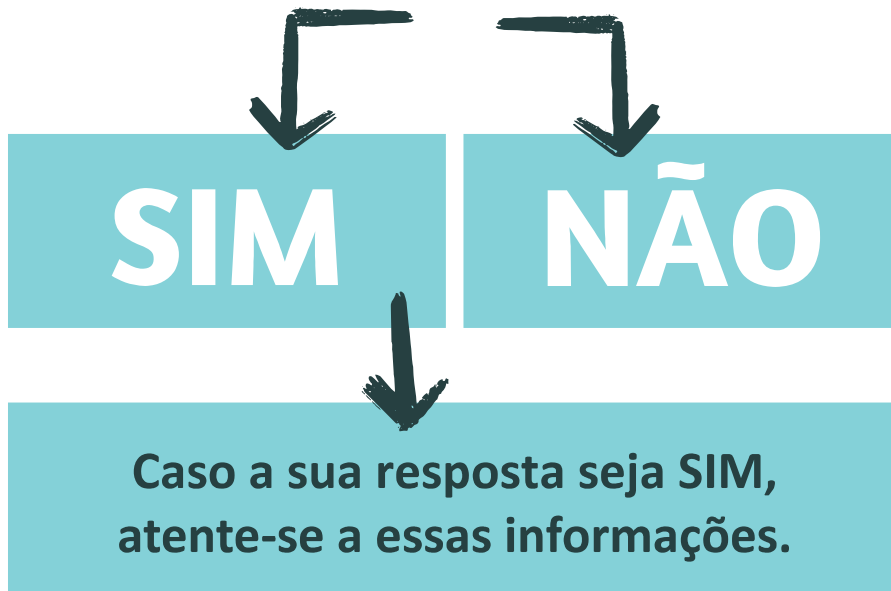 SIM
NÃO
Caso a sua resposta seja SIM,
atente-se a essas informações.